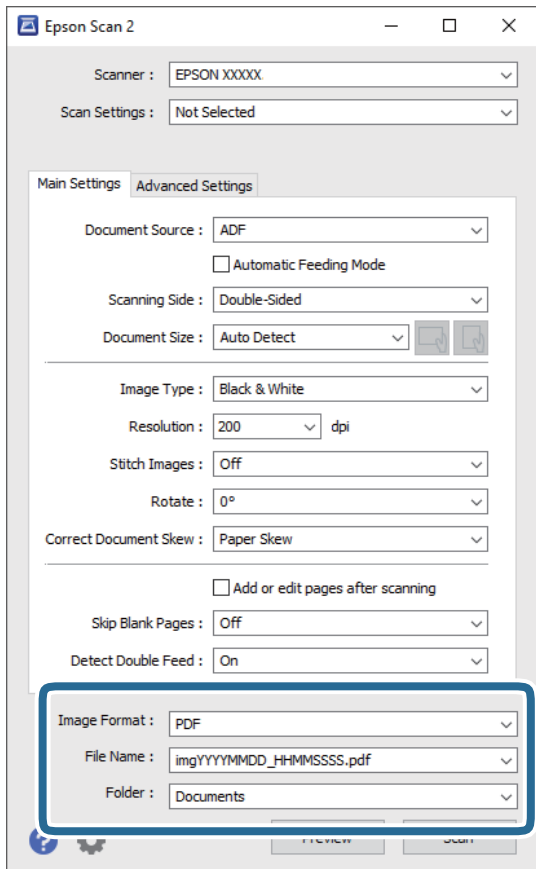 Epson Scan 2
Scanner : EPSON XXXXX
Scan Settings : Not Selected
Main Settings Advanced Settings
Document Source : ADF
Automatic Feeding Mode
Scanning Side : Double-Sided
Document Size : Auto Detect
Image Type : Black & White
Resolution : 200 dpi
Stitch Images : Off
Rotate : 0°
Correct Document Skew : Paper Skew
Add or edit pages after scanning
Skip Blank Pages : Off
Detect Double Feed : On
Image Format : PDF
File Name : imgYYYYMMDD_HHMMSSSS.pdf
Folder : Documents
? Preview Scan